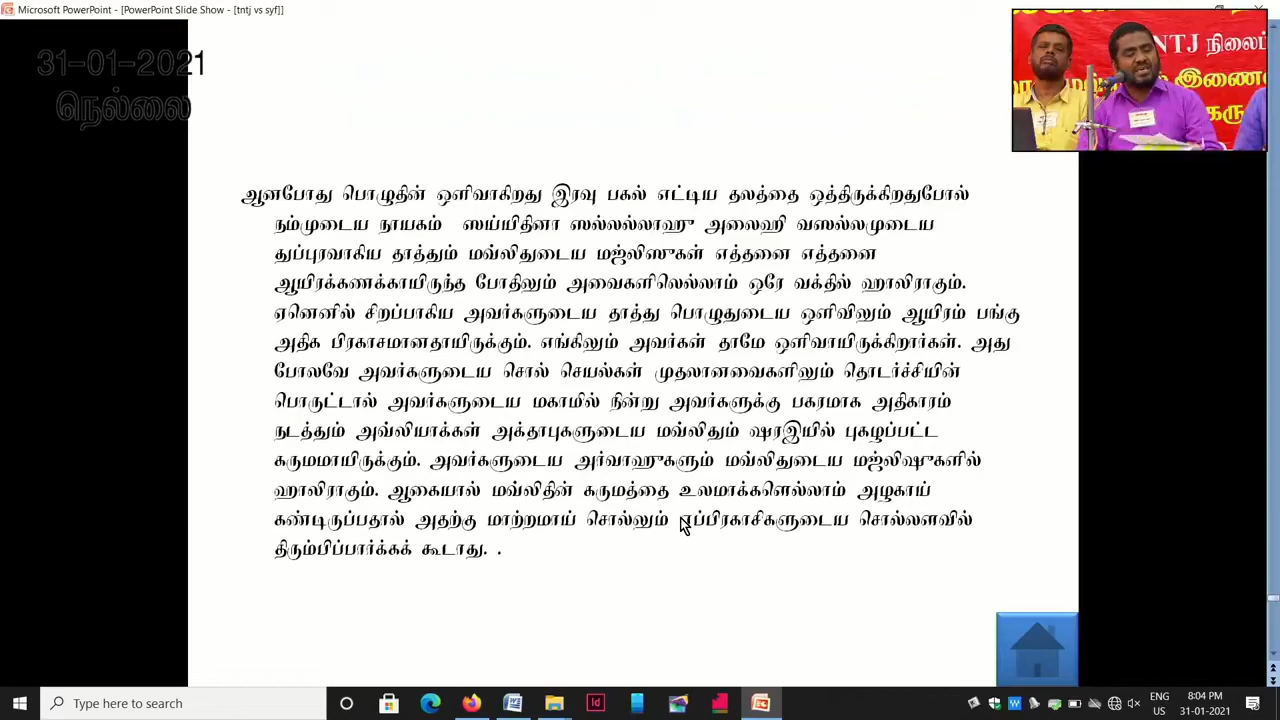 Microsoft PowerPoint - [PowerPoint Slide Show - [tntj vs syf]]
31-01-2021
நெல்லை
NTJ நிலைப்
இணை
கரு
ஆனபோது பொழுதின் ஒளிவாகிறது இரவு பகல் எட்டிய தலத்தை ஒத்திருக்கிறதுபோல்
நம்முடைய நாயகம் ஸய்யிதினா ஸல்லல்லாஹு அலைஹி வஸல்லமுடைய
துப்புரவாகிய தாத்தும் மவ்லிதுடைய மஜ்லிஸுகள் எத்தனை எத்தனை
ஆயிரக்கணக்காயிருந்த போதிலும் அவைகளிலெல்லாம் ஒரே வக்தில் ஹாலிராகும்.
ஏனெனில் சிறப்பாகிய அவர்களுடைய தாத்து பொழுதுடைய ஒளிவிலும் ஆயிரம் பங்கு
அதிக பிரகாசமானதாயிருக்கும். எங்கிலும் அவர்கள் தாமே ஒளிவாயிருக்கிறார்கள். அது
போலவே அவர்களுடைய சொல் செயல்கள் முதலானவைகளிலும் தொடர்ச்சியின்
பொருட்டால் அவர்களுடைய மகாமில் நின்று அவர்களுக்கு பகரமாக அதிகாரம்
நடத்தும் அவ்லியாக்கள் அக்தாபுகளுடைய மவ்லிதும் ஷரஇயில் புகழப்பட்ட
கருமமாயிருக்கும். அவர்களுடைய அர்வாஹுகளும் மவ்லிதுடைய மஜ்லிஷுகளில்
ஹாலிராகும். ஆகையால் மவ்லிதின் கருமத்தை உலமாக்களெல்லாம் அழகாய்
கண்டிருப்பதால் அதற்கு மாற்றமாய் சொல்லும் எப்பிரகாசிகளுடைய சொல்லளவில்
திரும்பிப்பார்க்கக் கூடாது. .
Type here to search
ENG
8:04 PM
31-01-2021